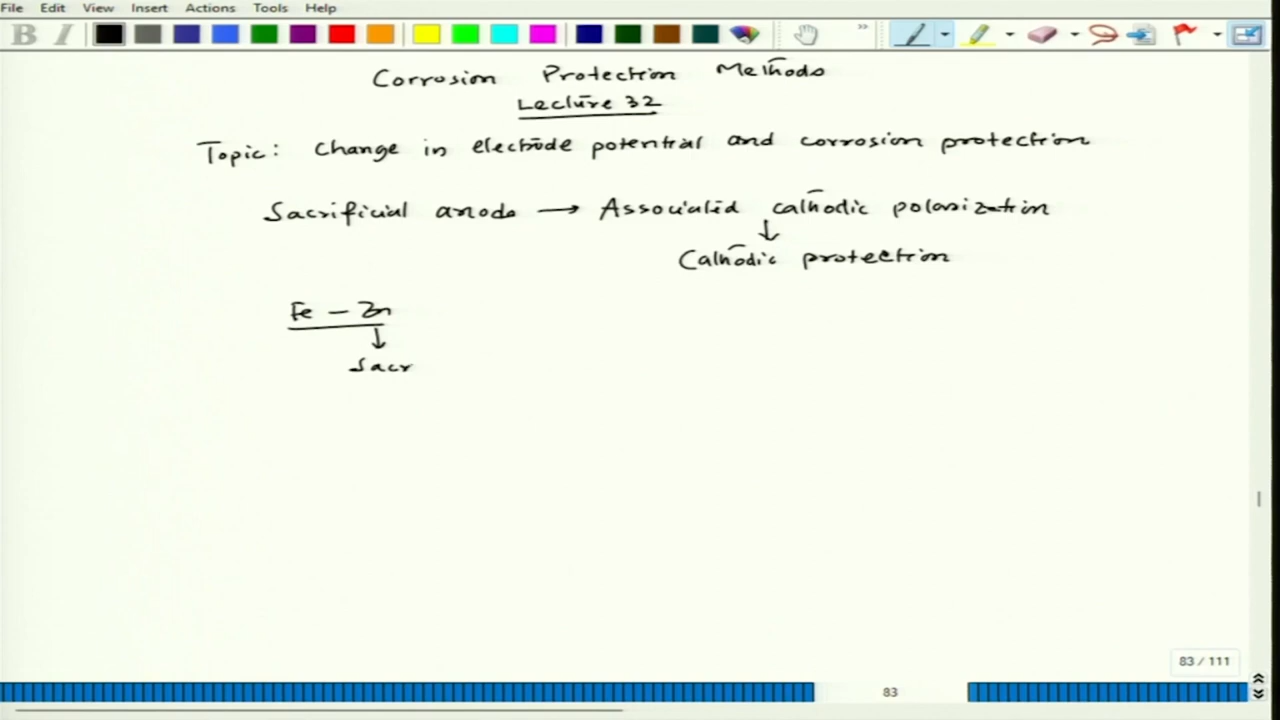 File Edit View Insert Actions Tools Help
B I
Corrosion Protection Methods
Lecture 32
Topic: Change in electrode potential and corrosion protection
Sacrificial anode → Associated cathodic polarization
↓
Cathodic protection
Fe - Zn
↓
Sacr
83 / 111
83